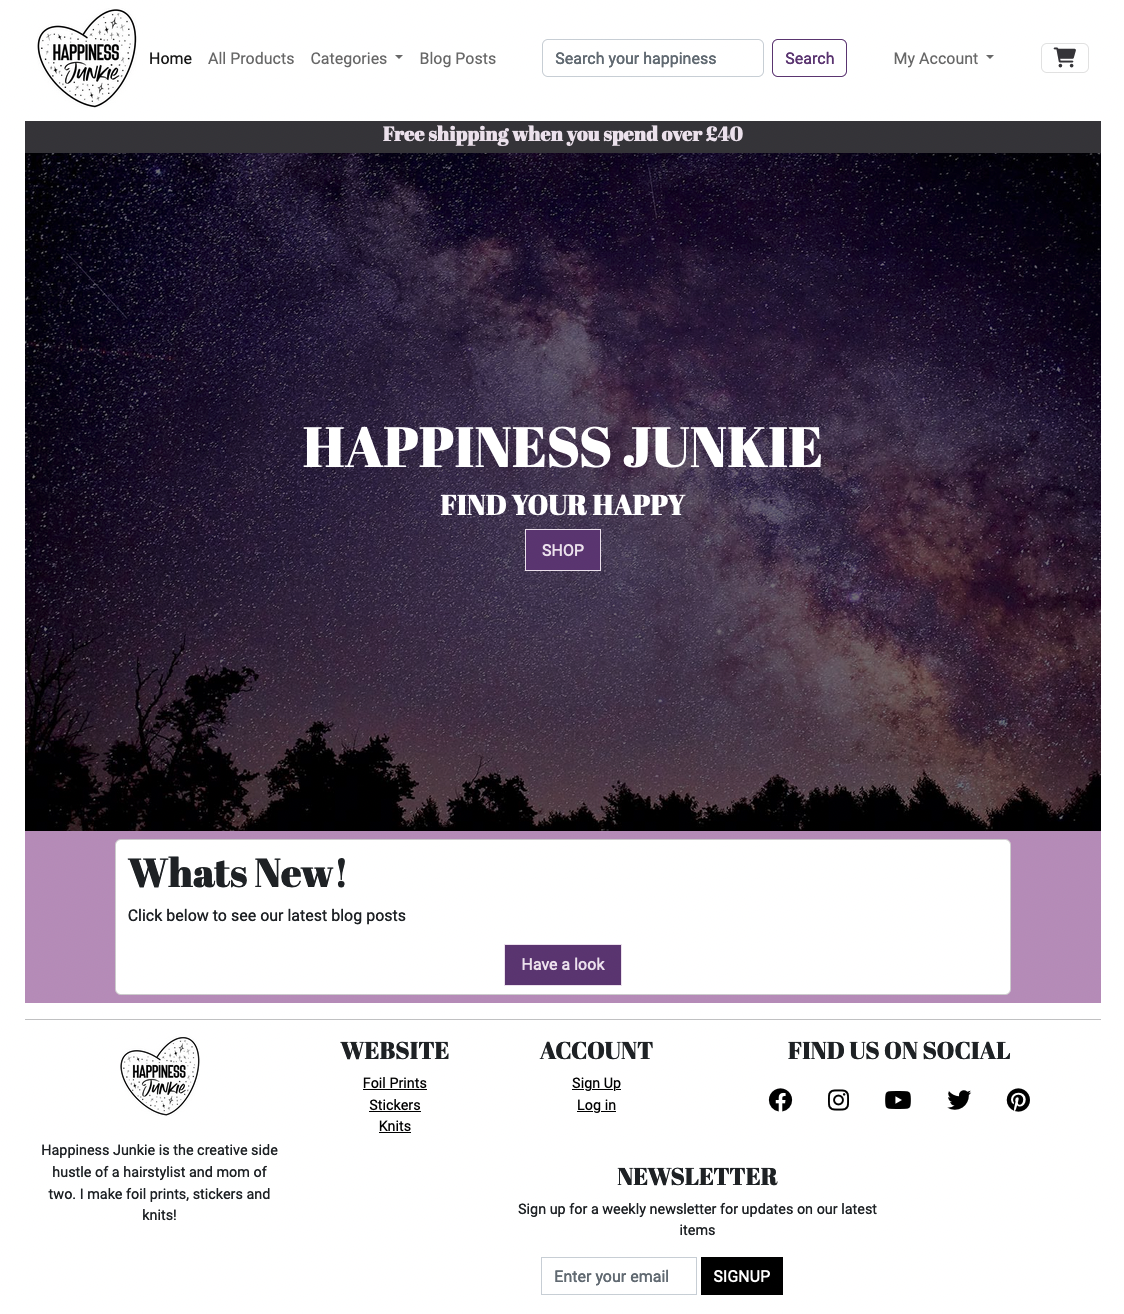 HAPPINESS
Junkie
Home All Products Categories Blog Posts Search your happiness Search My Account
Free shipping when you spend over £40
HAPPINESS JUNKIE
FIND YOUR HAPPY
SHOP
Whats New!
Click below to see our latest blog posts
Have a look
HAPPINESS
Junkie
Happiness Junkie is the creative side
hustle of a hairstylist and mom of
two. I make foil prints, stickers and
knits!
WEBSITE
Foil Prints
Stickers
Knits
ACCOUNT
Sign Up
Log in
FIND US ON SOCIAL
NEWSLETTER
Sign up for a weekly newsletter for updates on our latest
items
Enter your email SIGNUP